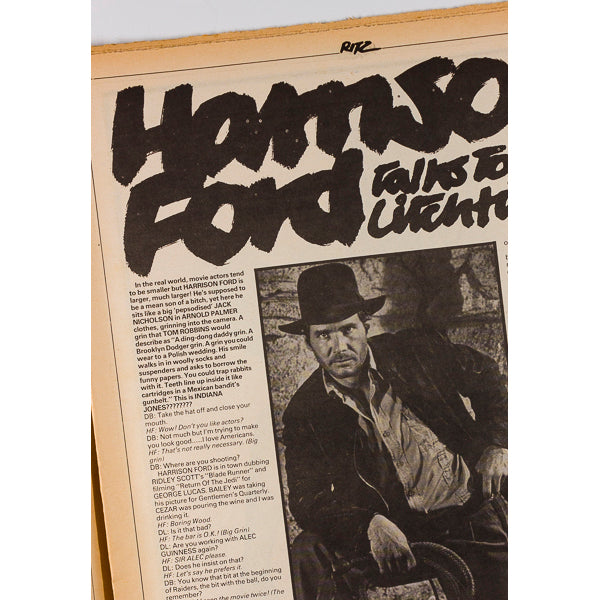 RITZ
Harriso
Ford
talks to
Litchf
In the real world, movie actors tend
to be smaller but HARRISON FORD is
larger, much larger! He's supposed to
be a mean son of a bitch, yet here he
sits like a big 'pepsodised' JACK
NICHOLSON in ARNOLD PALMER
clothes, grinning into the camera. A
grin that TOM ROBBINS would
describe as "A ding-dong daddy grin. A
Brooklyn Dodger grin. A grin you could
wear to a Polish wedding. His smile
walks in in woolly socks and
suspenders and asks to borrow the
funny papers. You could trap rabbits
with it. Teeth line up inside it like
cartridges in a Mexican bandit's
gunbelt." This is INDIANA
JONES????????
DB: Take the hat off and close your
mouth.
HF: Wow! Don't you like actors?
DB: Not much but I'm trying to make
you look good......I love Americans.
HF: That's not really necessary. (Big
grin)
DB: Where are you shooting?
HARRISON FORD is in town dubbing
RIDLEY SCOTT's "Blade Runner" and
filming "Return Of The Jedi" for
GEORGE LUCAS. BAILEY was taking
his picture for Gentlemen's Quarterly.
CEZAR was pouring the wine and I was
drinking it.
HF: Boring Wood.
DL: Is it that bad?
HF: The bar is O.K.! (Big Grin)
DL: Are you working with ALEC
GUINNESS again?
HF: SIR ALEC please.
DL: Does he insist on that?
HF: Let's say he prefers it.
DB: You know that bit at the beginning
of Raiders, the bit with the ball, do you
remember?
the movie twice! (The